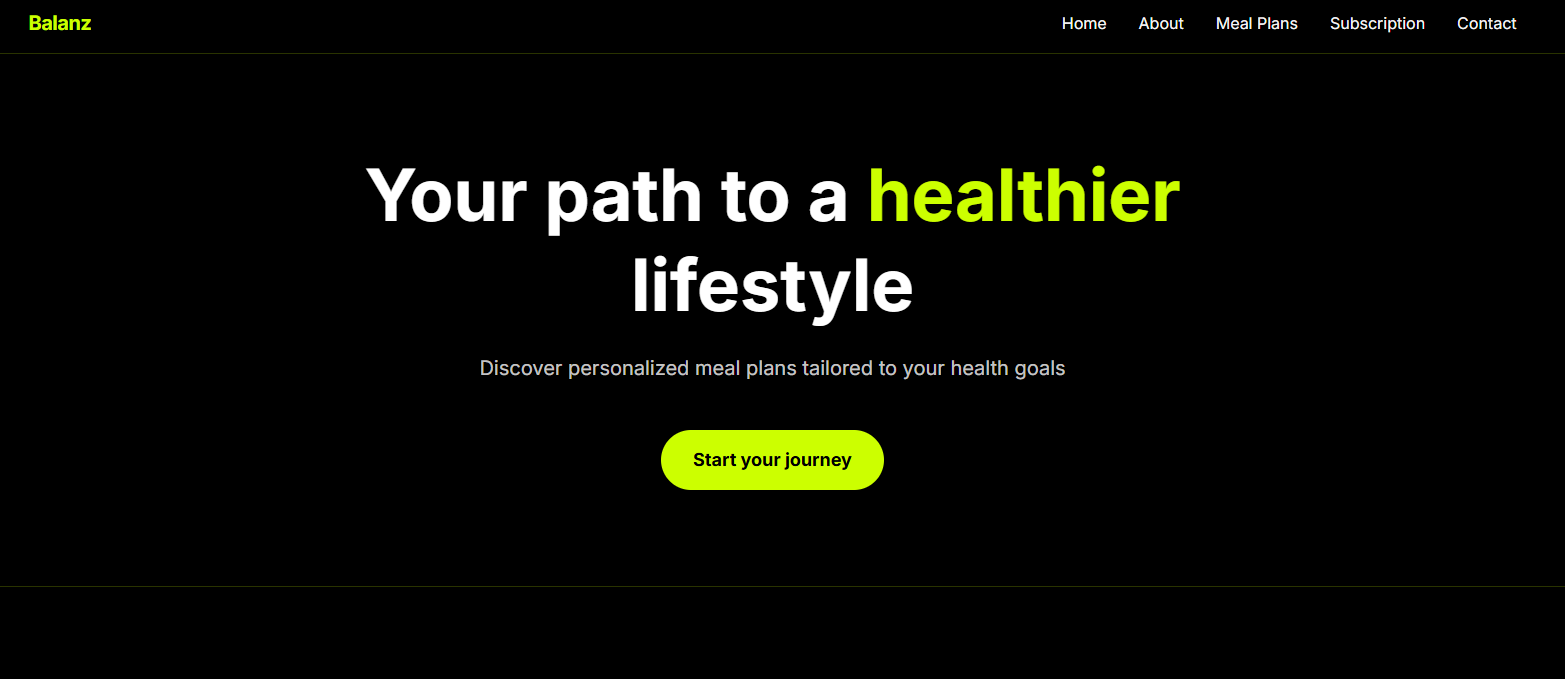 Balanz
Home About Meal Plans Subscription Contact
Your path to a healthier
lifestyle
Discover personalized meal plans tailored to your health goals
Start your journey